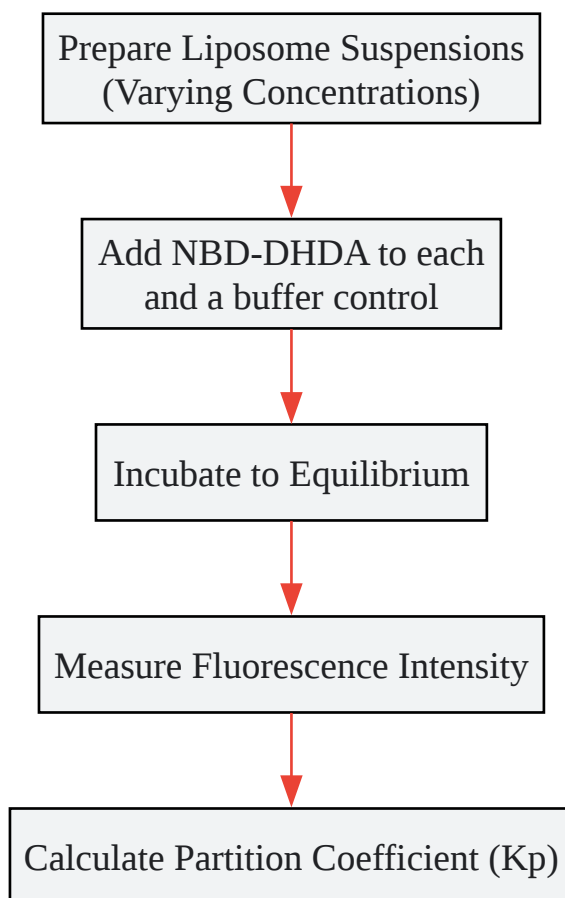 Prepare Liposome Suspensions
(Varying Concentrations)
Add NBD-DHDA to each
and a buffer control
Incubate to Equilibrium
Measure Fluorescence Intensity
Calculate Partition Coefficient (Kp)